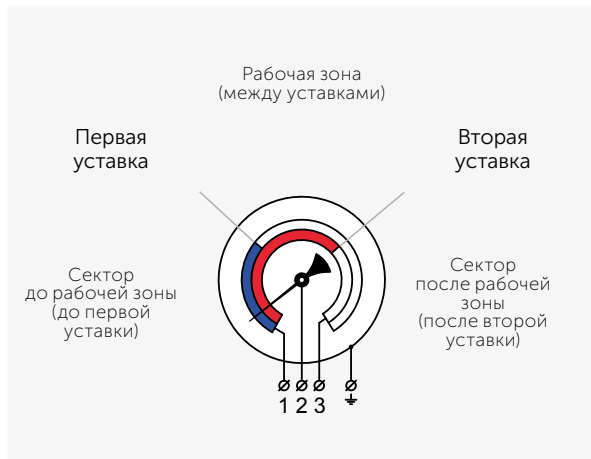 Рабочая зона
(между уставками)
Первая
уставка
Вторая
уставка
Сектор
до рабочей зоны
(до первой
уставки)
Сектор
после рабочей
зоны
(после второй
уставки)
1 2 3